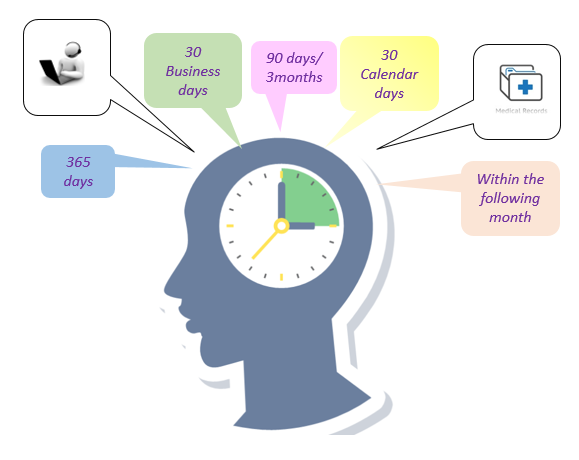 30
Business
days
90 days/
3months
30
Calendar
days
Medical Records
365
days
Within the
following
month